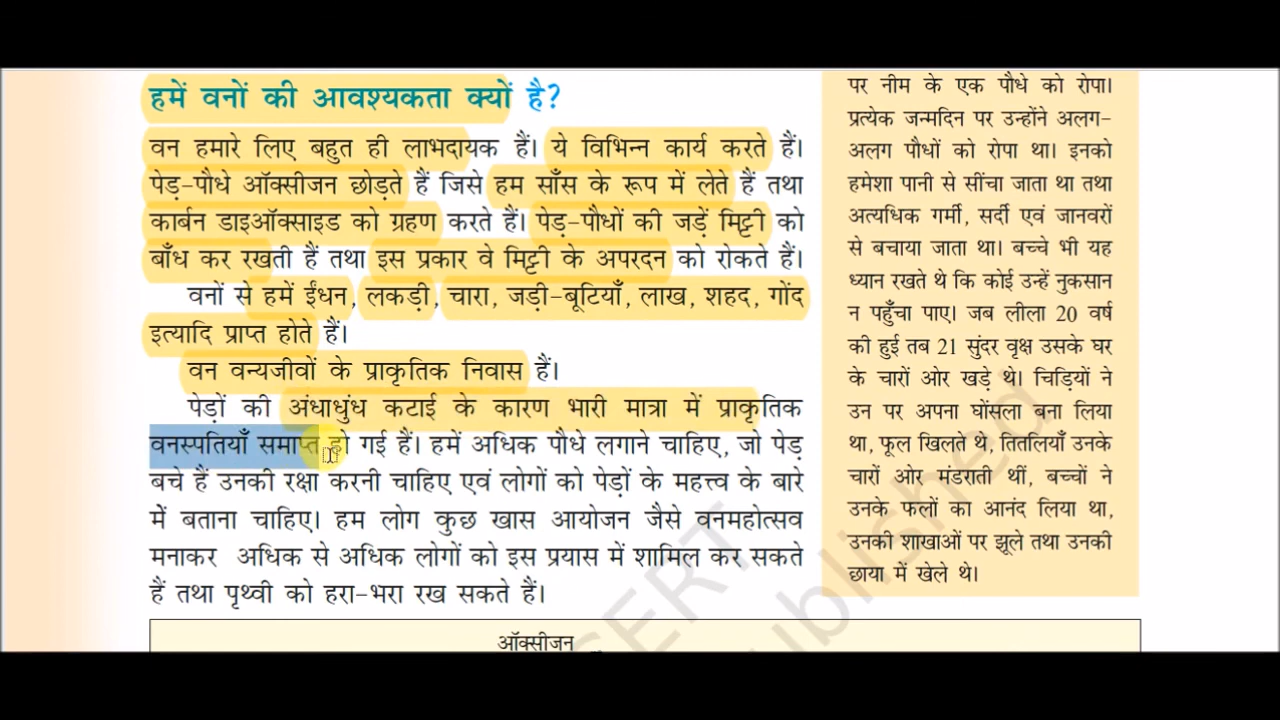 हमें वनों की आवश्यकता क्यों है?
वन हमारे लिए बहुत ही लाभदायक हैं। ये विभिन्न कार्य करते हैं।
पेड़-पौधे ऑक्सीजन छोड़ते हैं जिसे हम साँस के रूप में लेते हैं तथा
कार्बन डाइऑक्साइड को ग्रहण करते हैं। पेड़-पौधों की जड़ें मिट्टी को
बाँध कर रखती हैं तथा इस प्रकार वे मिट्टी के अपरदन को रोकते हैं।
वनों से हमें ईंधन, लकड़ी, चारा, जड़ी-बूटियाँ, लाख, शहद, गोंद
इत्यादि प्राप्त होते हैं।
वन वन्यजीवों के प्राकृतिक निवास हैं।
पेड़ों की अंधाधुंध कटाई के कारण भारी मात्रा में प्राकृतिक
वनस्पतियाँ समाप्त हो गई हैं। हमें अधिक पौधे लगाने चाहिए, जो पेड़
बचे हैं उनकी रक्षा करनी चाहिए एवं लोगों को पेड़ों के महत्त्व के बारे
में बताना चाहिए। हम लोग कुछ खास आयोजन जैसे वनमहोत्सव
मनाकर अधिक से अधिक लोगों को इस प्रयास में शामिल कर सकते
हैं तथा पृथ्वी को हरा-भरा रख सकते हैं।
पर नीम के एक पौधे को रोपा।
प्रत्येक जन्मदिन पर उन्होंने अलग-
अलग पौधों को रोपा था। इनको
हमेशा पानी से सींचा जाता था तथा
अत्यधिक गर्मी, सर्दी एवं जानवरों
से बचाया जाता था। बच्चे भी यह
ध्यान रखते थे कि कोई उन्हें नुकसान
न पहुँचा पाए। जब लीला 20 वर्ष
की हुई तब 21 सुंदर वृक्ष उसके घर
के चारों ओर खड़े थे। चिड़ियों ने
उन पर अपना घोंसला बना लिया
था, फूल खिलते थे, तितलियाँ उनके
चारों ओर मंडराती थीं, बच्चों ने
उनके फलों का आनंद लिया था,
उनकी शाखाओं पर झूले तथा उनकी
छाया में खेले थे।
ऑक्सीजन